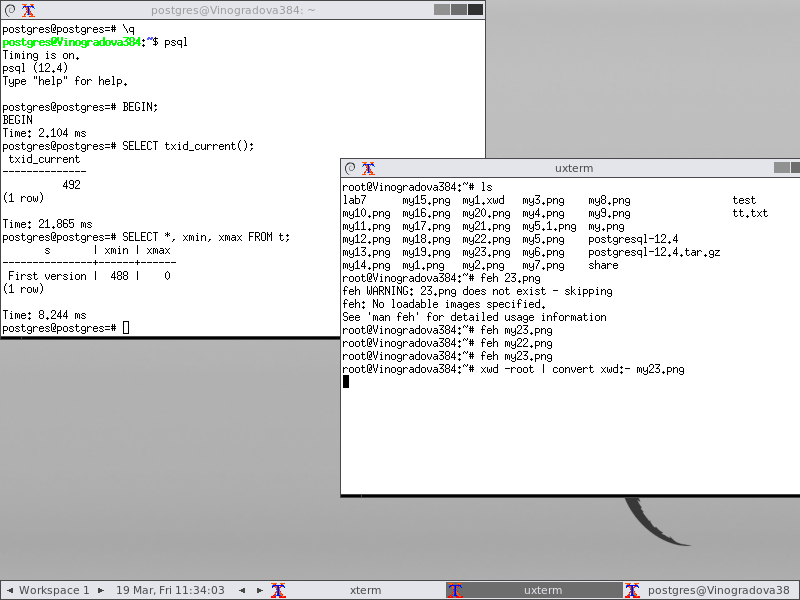 postgres@Vinogradova384: ~
postgres@postgres=# \q
postgres@Vinogradova384:~$ psql
Timing is on.
psql (12.4)
Type "help" for help.
postgres@postgres=# BEGIN;
BEGIN
Time: 2.104 ms
postgres@postgres=# SELECT txid_current();
txid_current
--------------
492
(1 row)
Time: 21.865 ms
postgres@postgres=# SELECT *, xmin, xmax FROM t;
s | xmin | xmax
---------------+------+------
First version | 488 | 0
(1 row)
Time: 8.244 ms
postgres@postgres=#
uxterm
root@Vinogradova384:~# ls
lab7 my15.png my1.xwd my3.png my8.png test
my10.png my16.png my20.png my4.png my9.png tt.txt
my11.png my17.png my21.png my5.1.png my.png
my12.png my18.png my22.png my5.png postgresql-12.4
my13.png my19.png my23.png my6.png postgresql-12.4.tar.gz
my14.png my1.png my2.png my7.png share
root@Vinogradova384:~# feh 23.png
feh WARNING: 23.png does not exist - skipping
feh: No loadable images specified.
See 'man feh' for detailed usage information
root@Vinogradova384:~# feh my23.png
root@Vinogradova384:~# feh my22.png
root@Vinogradova384:~# feh my23.png
root@Vinogradova384:~# xwd -root | convert xwd:- my23.png
Workspace 1 19 Mar, Fri 11:34:03 xterm uxterm postgres@Vinogradova38